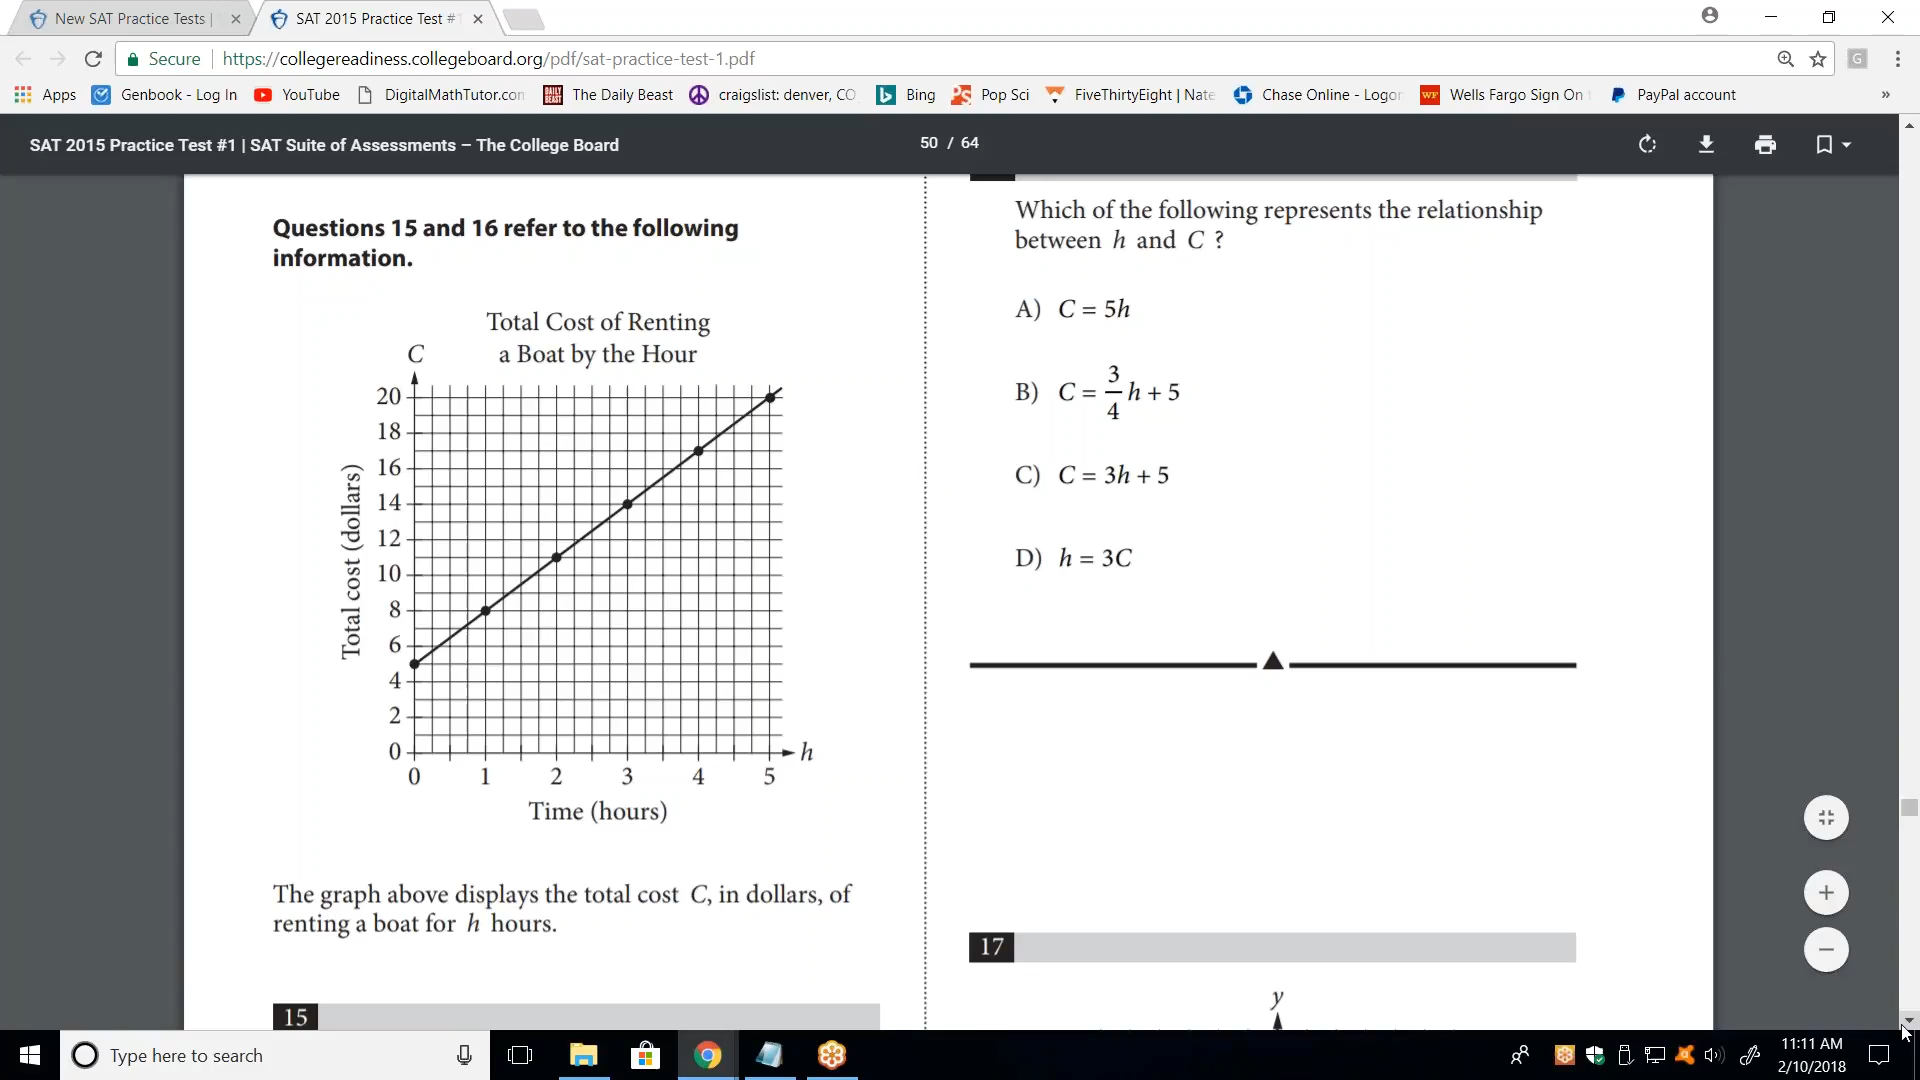 New SAT Practice Tests |
SAT 2015 Practice Test #
Secure
https://collegereadiness.collegeboard.org/pdf/sat-practice-test-1.pdf
G
Apps
Genbook - Log In
YouTube
DigitalMathTutor.com
DAILY BEAST
The Daily Beast
craigslist: denver, CO
Bing
PS
Pop Sci
FiveThirtyEight | Nate
Chase Online - Logon
WF
Wells Fargo Sign On
PayPal account
»
SAT 2015 Practice Test #1 | SAT Suite of Assessments – The College Board
50 / 64
Questions 15 and 16 refer to the following
information.
Total Cost of Renting
a Boat by the Hour
C
Total cost (dollars)
20
18
16
14
12
10
8
6
4
2
0
h
0 1 2 3 4 5
Time (hours)
The graph above displays the total cost C, in dollars, of
renting a boat for h hours.
15
Which of the following represents the relationship
between h and C ?
A) C = 5h
B) C = 3/4 h + 5
C) C = 3h + 5
D) h = 3C
17
y
Type here to search
11:11 AM
2/10/2018